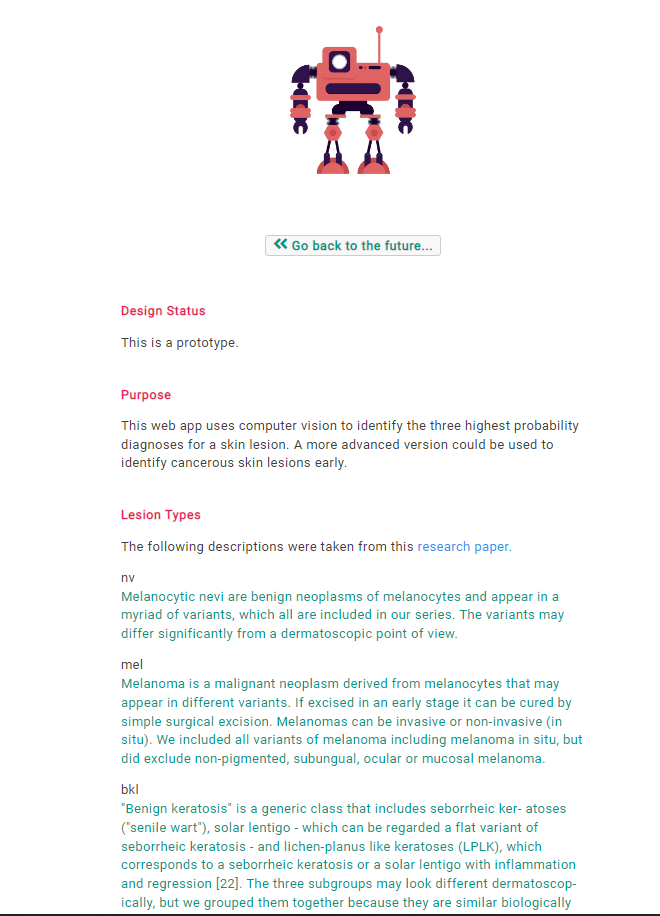 Go back to the future...
Design Status
This is a prototype.
Purpose
This web app uses computer vision to identify the three highest probability
diagnoses for a skin lesion. A more advanced version could be used to
identify cancerous skin lesions early.
Lesion Types
The following descriptions were taken from this research paper.
nv
Melanocytic nevi are benign neoplasms of melanocytes and appear in a
myriad of variants, which all are included in our series. The variants may
differ significantly from a dermatoscopic point of view.
mel
Melanoma is a malignant neoplasm derived from melanocytes that may
appear in different variants. If excised in an early stage it can be cured by
simple surgical excision. Melanomas can be invasive or non-invasive (in
situ). We included all variants of melanoma including melanoma in situ, but
did exclude non-pigmented, subungual, ocular or mucosal melanoma.
bkl
"Benign keratosis" is a generic class that includes seborrheic ker- atoses
("senile wart"), solar lentigo - which can be regarded a flat variant of
seborrheic keratosis - and lichen-planus like keratoses (LPLK), which
corresponds to a seborrheic keratosis or a solar lentigo with inflammation
and regression [22]. The three subgroups may look different dermatoscop-
ically, but we grouped them together because they are similar biologically